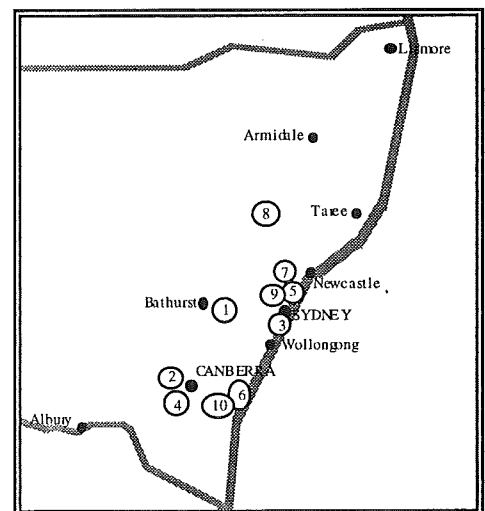 Lismore
Armidale
8
Taree
7
Newcastle
9 5
Bathurst
1
SYDNEY
3
Wollongong
2
CANBERRA
4
10
6
Albury